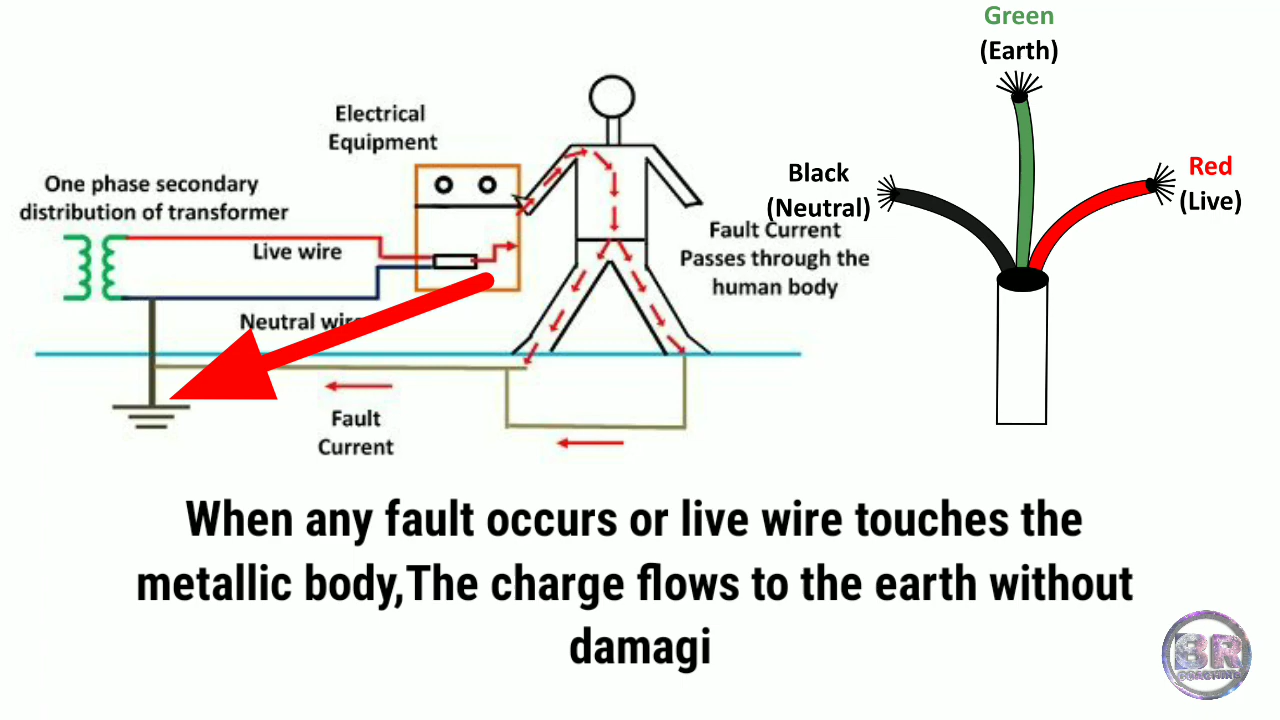 Green
(Earth)
Electrical
Equipment
One phase secondary
distribution of transformer
Black
(Neutral)
Red
(Live)
Live wire
Fault Current
Passes through the
human body
Neutral wire
Fault
Current
When any fault occurs or live wire touches the
metallic body,The charge flows to the earth without
damagi
BR